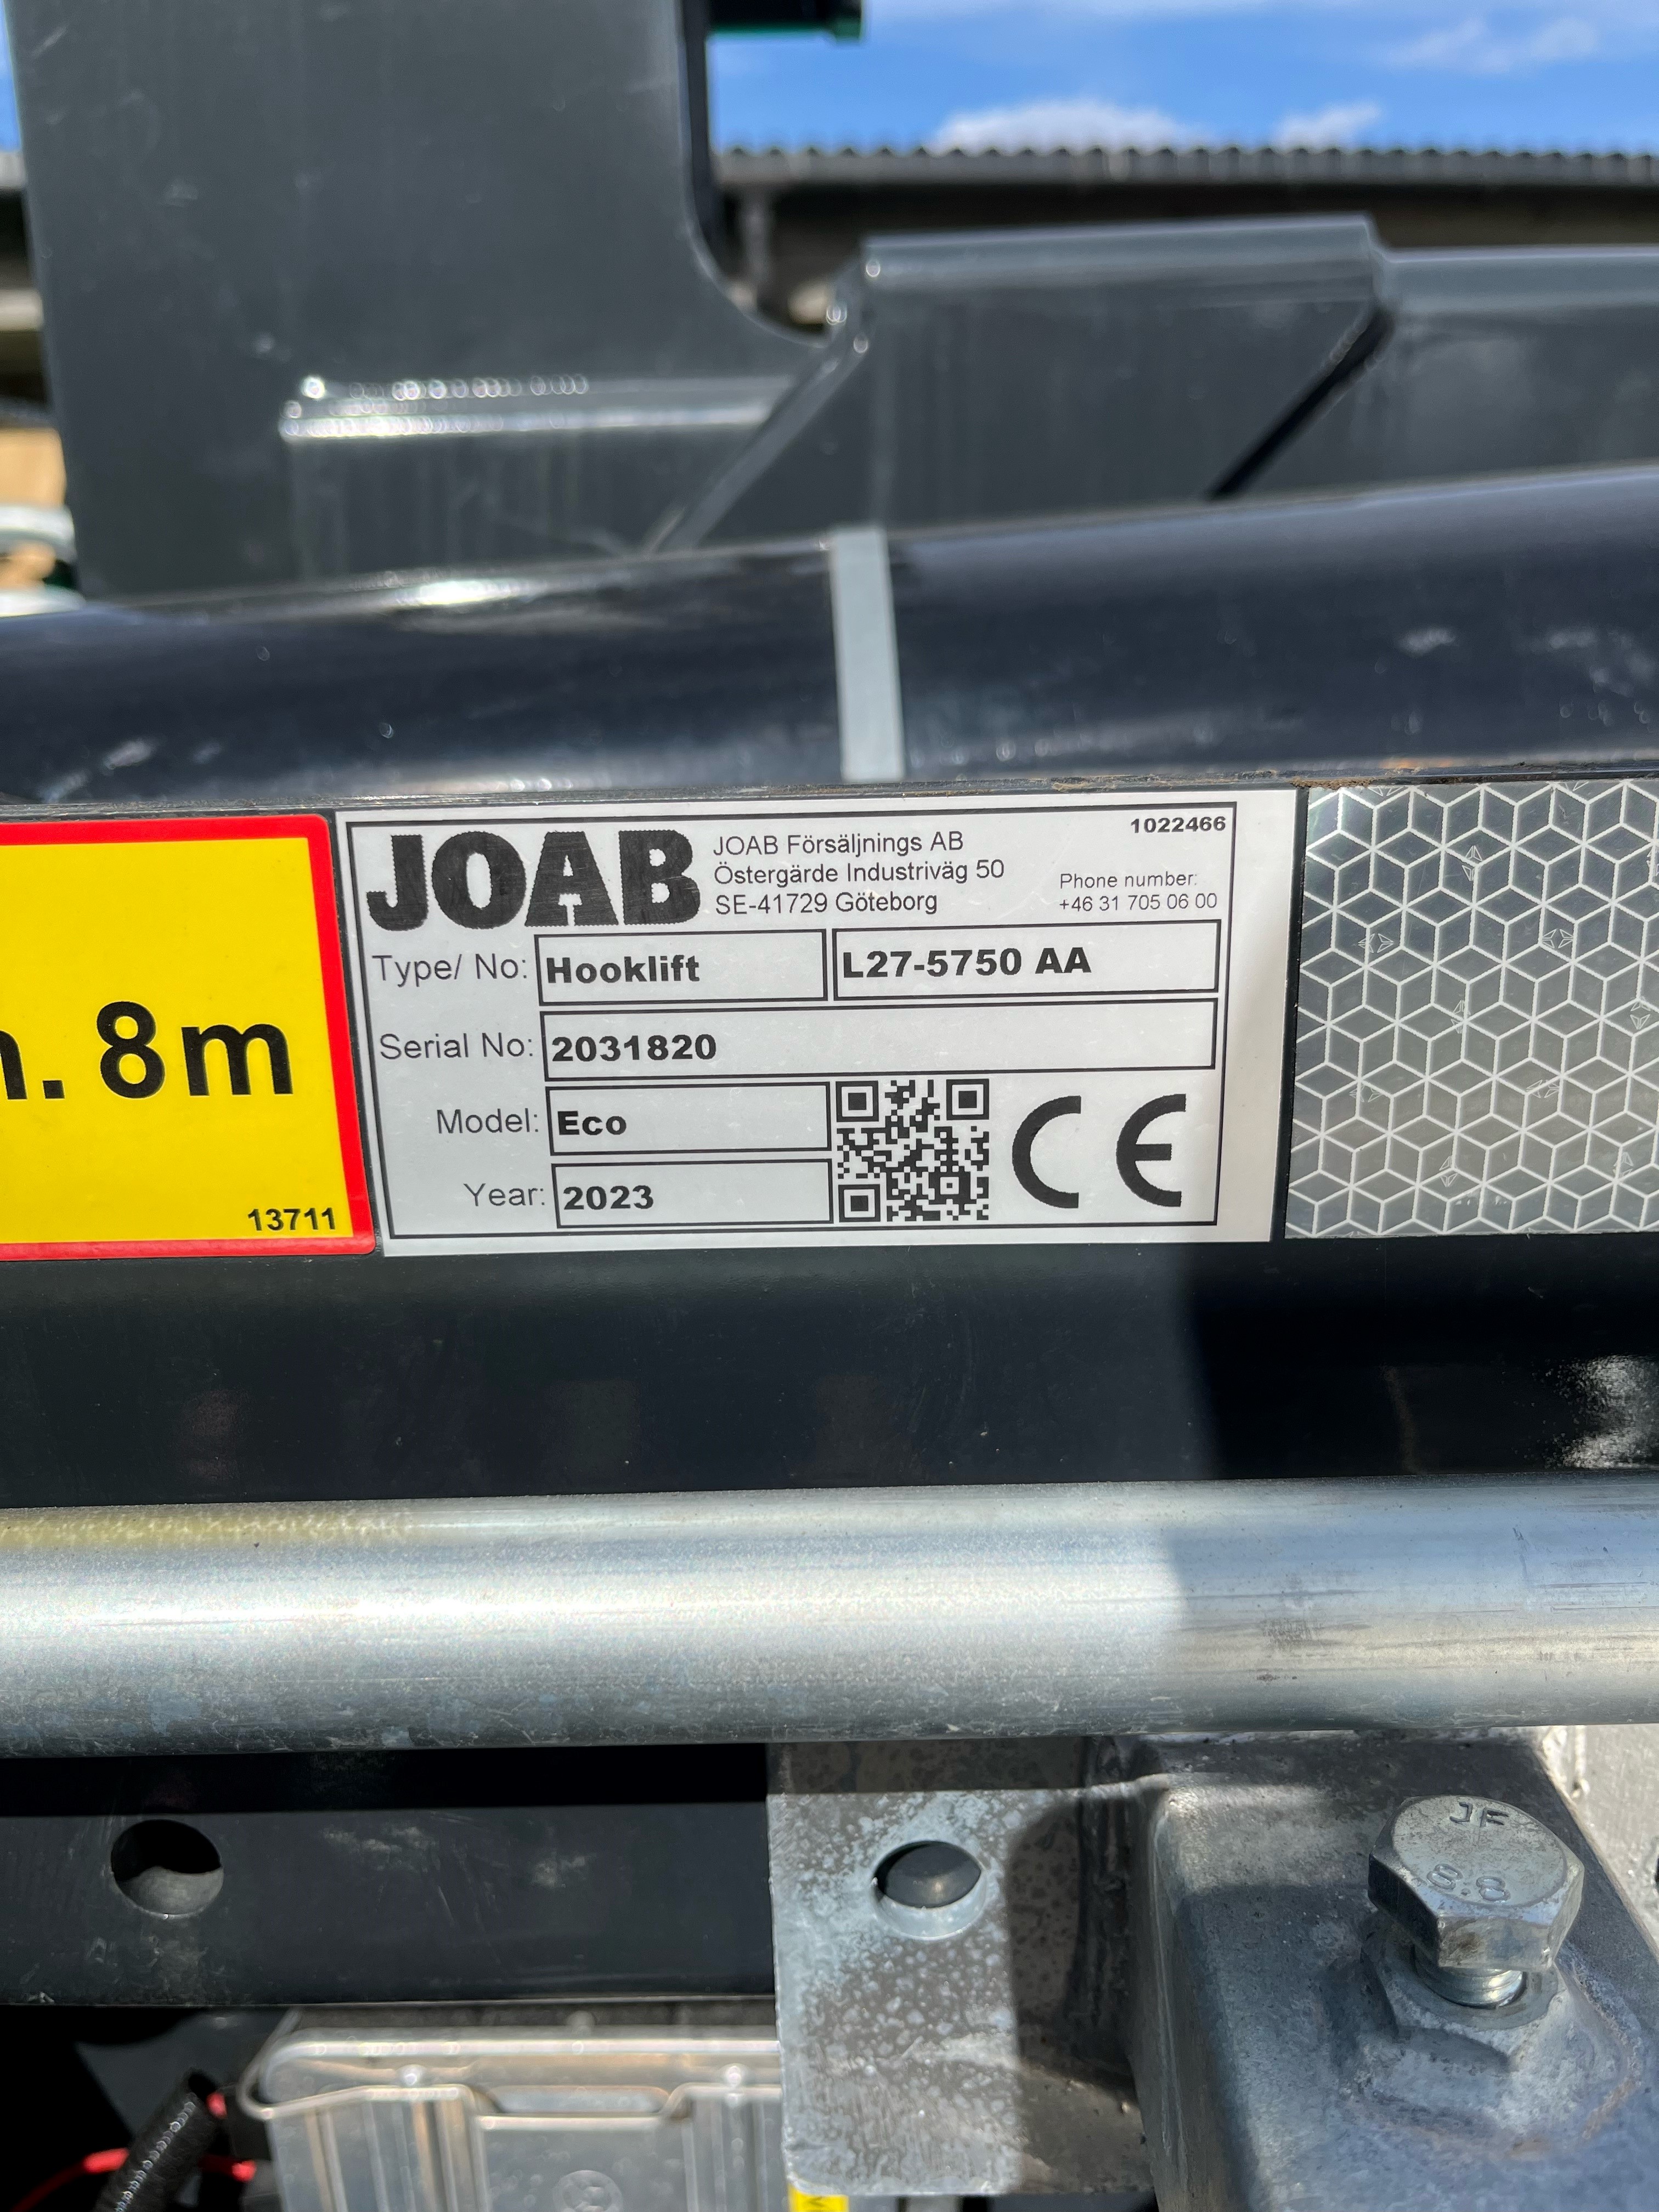 8m
13711
JOAB
JOAB Försäljnings AB
Östergärde Industriväg 50
SE-41729 Göteborg
1022466
Phone number:
+46 31 705 06 00
Type/ No: Hooklift L27-5750 AA
Serial No: 2031820
Model: Eco
Year: 2023
CE
JF
8.8